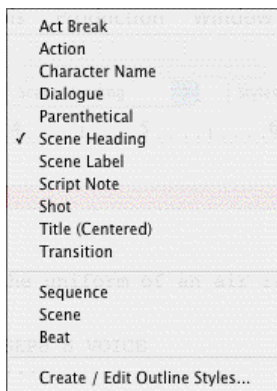 Act Break
Action
Character Name
Dialogue
Parenthetical
✓ Scene Heading
Scene Label
Script Note
Shot
Title (Centered)
Transition
Sequence
Scene
Beat
Create / Edit Outline Styles...